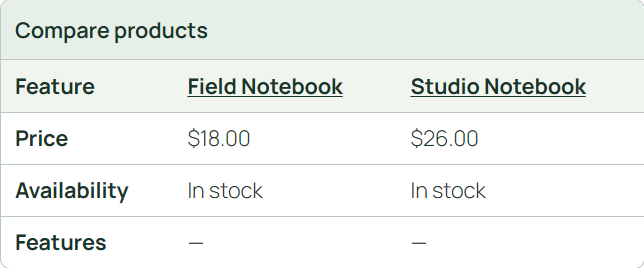 Compare products
Feature Field Notebook Studio Notebook
Price $18.00 $26.00
Availability In stock In stock
Features — —